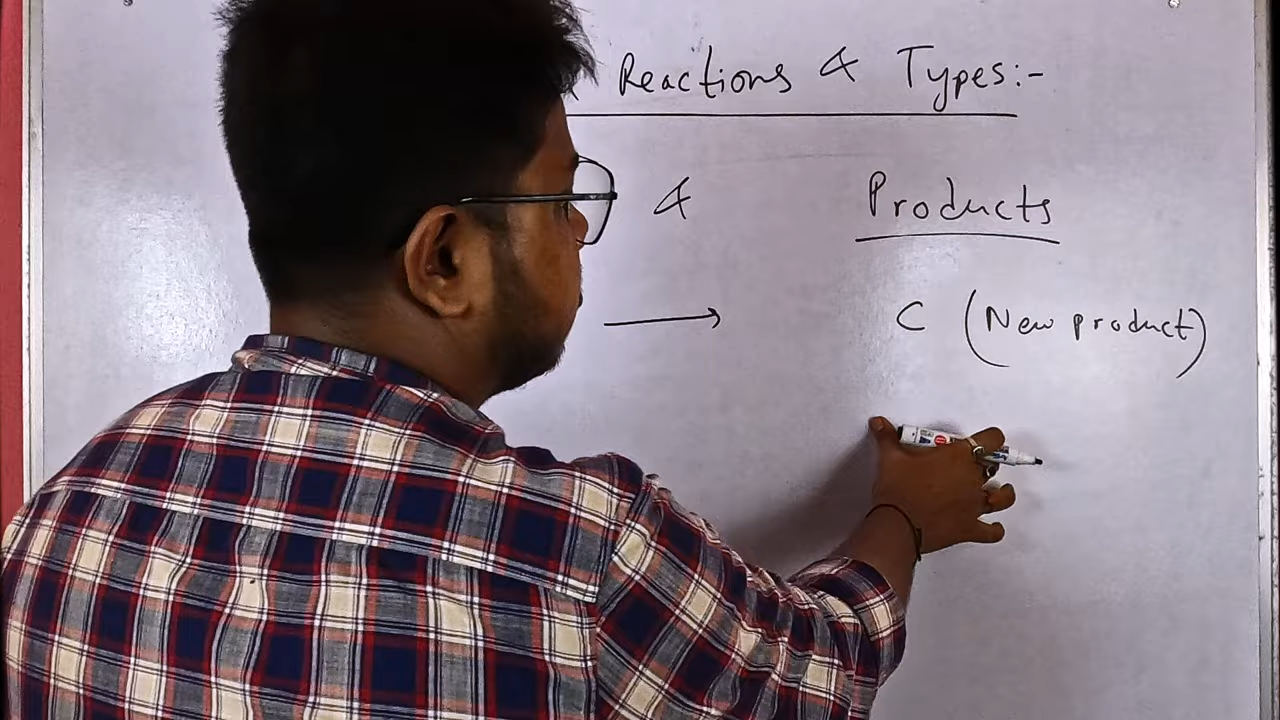 Reactions & Types:-
& Products
→ C (New product)